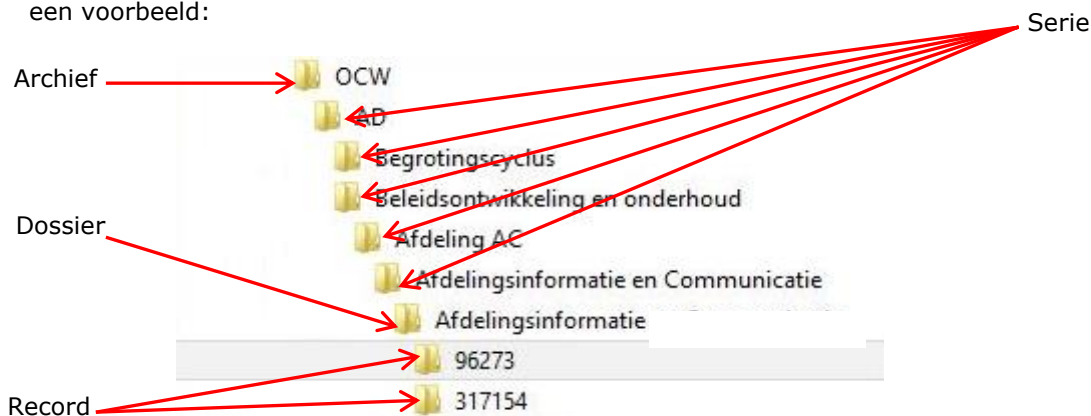 een voorbeeld:
Serie
Archief
OCW
AD
Begrotingscyclus
Beleidsontwikkeling en onderhoud
Dossier
Afdeling AC
Afdelingsinformatie en Communicatie
Afdelingsinformatie
96273
Record
317154